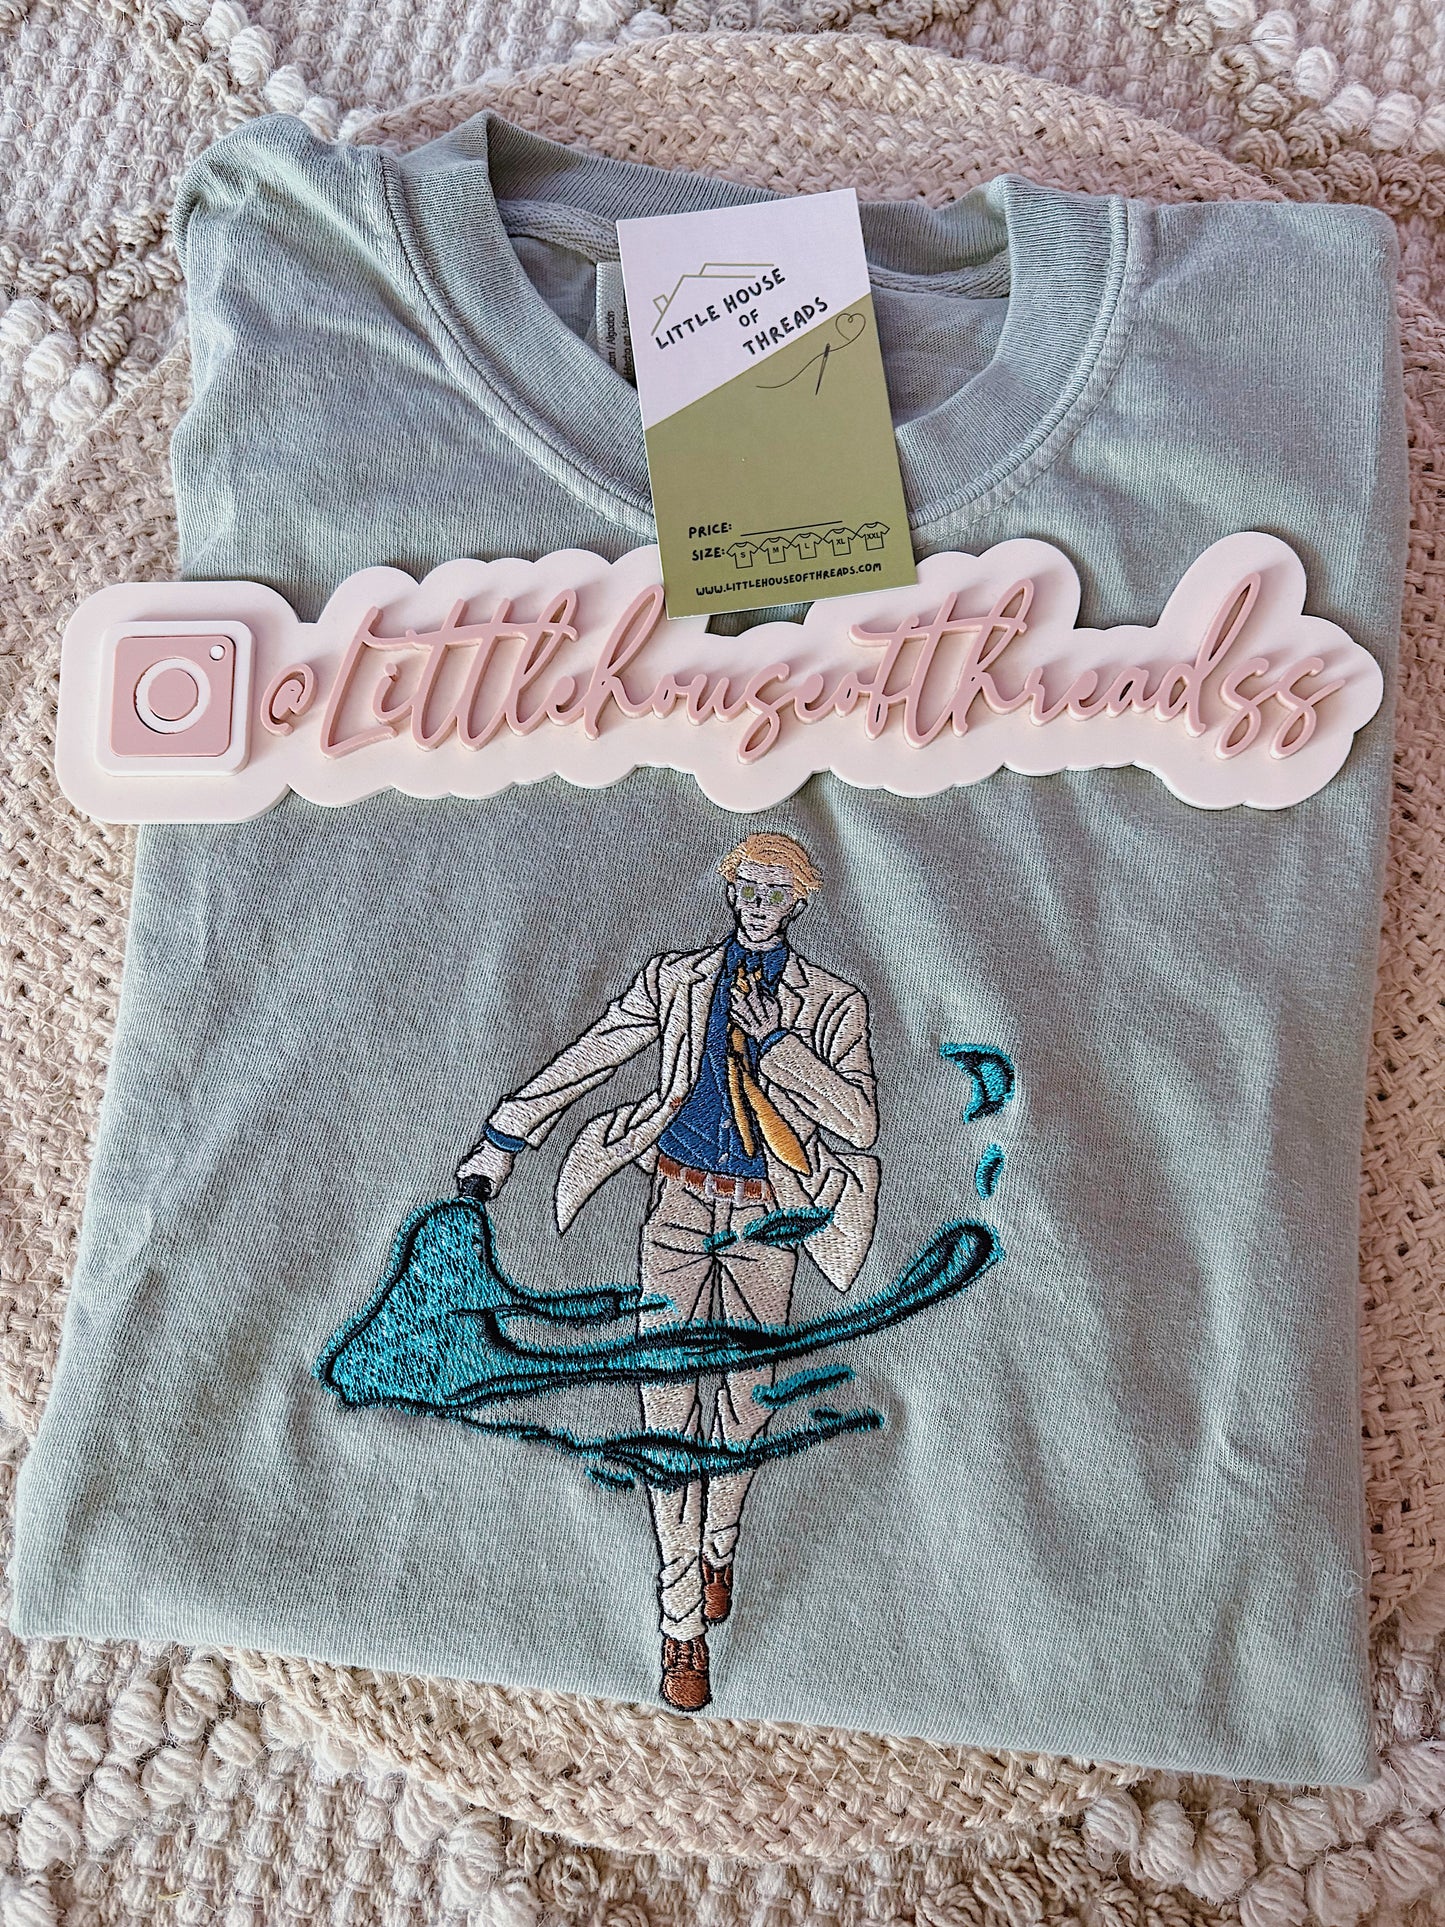 LITTLE HOUSE
OF
THREADS
PRICE:
SIZE: S M L XL XXL
WWW.LITTLEHOUSEOFTHREADS.COM
@Littlehouseofthreadss